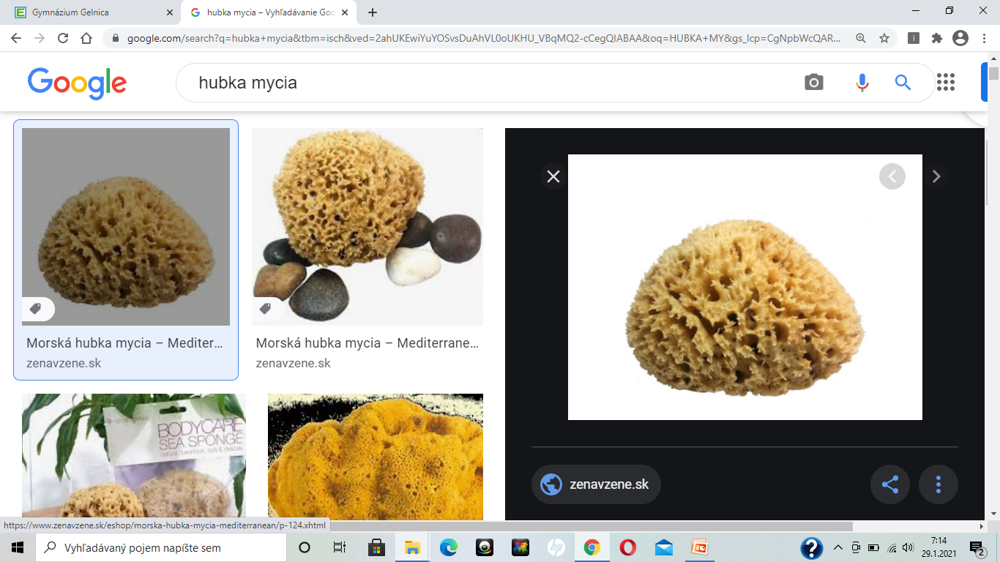 Gymnázium Gelnica
hubka mycia – Vyhľadávanie Goo
google.com/search?q=hubka+mycia&tbm=isch&ved=2ahUKEwiYuYOSvsDuAhVL0oUKHU_VBqMQ2-cCegQIABAA&oq=HUBKA+MY&gs_lcp=CgNpbWcQAR...
Google
hubka mycia
Morská hubka mycia – Mediter...
zenavzene.sk
Morská hubka mycia – Mediterrane...
zenavzene.sk
BODYCARE
SEA SPONGE
zenavzene.sk
https://www.zenavzene.sk/eshop/morska-hubka-mycia-mediterranean/p-124.xhtml
Vyhľadávaný pojem napíšte sem
hp
7:14
29.1.2021
2